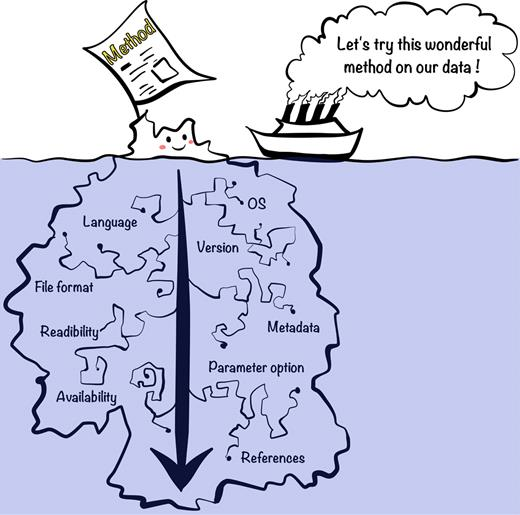 Method
Let's try this wonderful
method on our data !
Language
OS
Version
File format
Metadata
Readibility
Parameter option
Availability
References